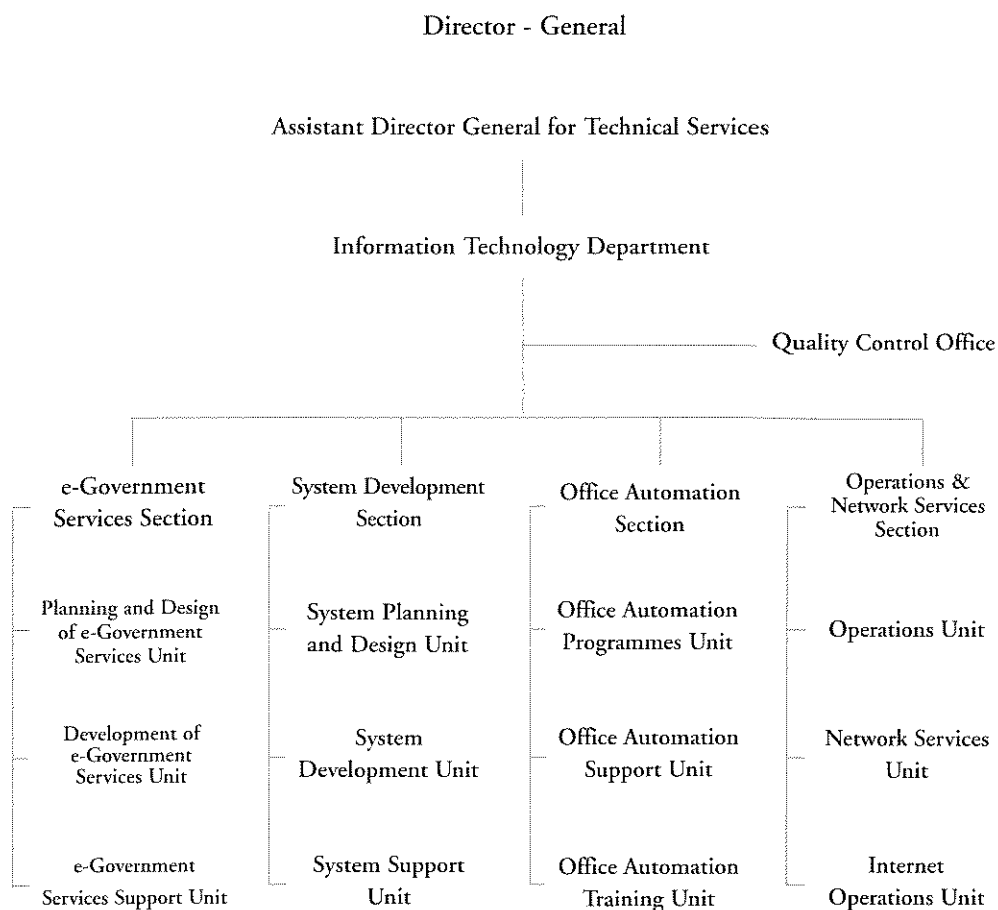 Director - General
Assistant Director General for Technical Services
Information Technology Department
Quality Control Office
e-Government
Services Section
Planning and Design
of e-Government
Services Unit
Development of
e-Government
Services Unit
e-Government
Services Support Unit
System Development
Section
System Planning
and Design Unit
System
Development Unit
System Support
Unit
Office Automation
Section
Office Automation
Programmes Unit
Office Automation
Support Unit
Office Automation
Training Unit
Operations &
Network Services
Section
Operations Unit
Network Services
Unit
Internet
Operations Unit